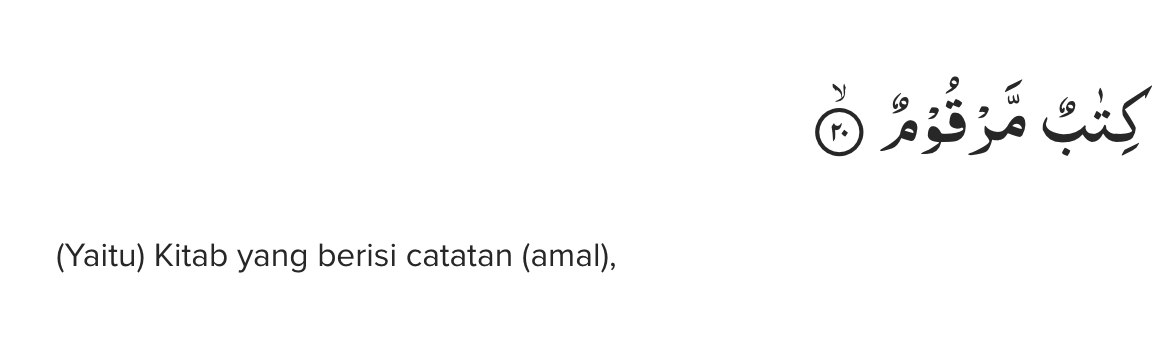 كِتٰبٌ مَّرْقُوْمٌۙ ٢٠
(Yaitu) Kitab yang berisi catatan (amal),